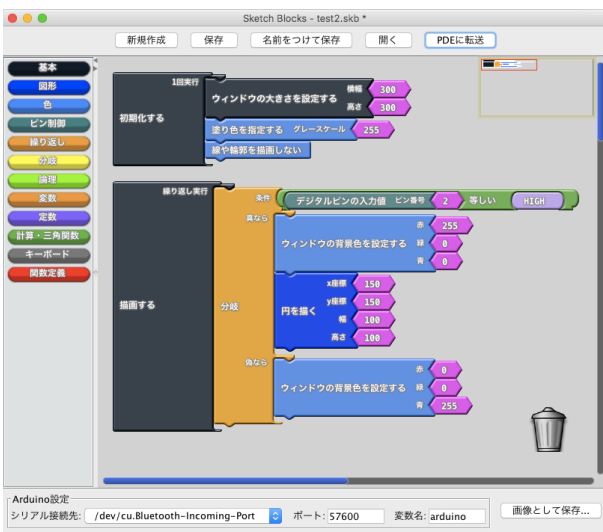 Sketch Blocks - test2.skb *
新規作成 保存 名前をつけて保存 開く PDEに転送
基本
図形
色
ピン制御
繰り返し
分岐
論理
変数
定数
計算・三角関数
キーボード
関数定義
初期化する
1回実行
ウィンドウの大きさを設定する 横幅 300
高さ 300
塗り色を指定する グレースケール 255
線や輪郭を描画しない
描画する
繰り返し実行
分岐
条件 デジタルピンの入力値 ピン番号 2 等しい HIGH
真なら
ウィンドウの背景色を設定する 赤 255
緑 0
青 0
円を描く x座標 150
y座標 150
幅 100
高さ 100
偽なら
ウィンドウの背景色を設定する 赤 0
緑 0
青 255
Arduino設定
シリアル接続先: /dev/cu.Bluetooth-Incoming-Port ポート: 57600 変数名: arduino 画像として保存...